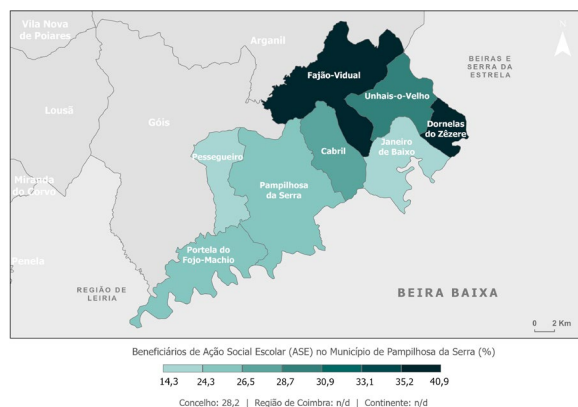 Vila Nova
de Poiares
Arganil
BEIRAS E
SERRA DA
ESTRELA
N
Fajão-Vidual
Unhais-o-Velho
Lousã
Góis
Dornelas
do Zêzere
Janeiro
de Baixo
Cabril
Pessegueiro
Miranda
do Corvo
Pampilhosa
da Serra
Portela do
Fojo-Machio
Penela
REGIÃO DE
LEIRIA
BEIRA BAIXA
0 2 Km
Beneficiários de Ação Social Escolar (ASE) no Município de Pampilhosa da Serra (%)
14,3 24,3 26,5 28,7 30,9 33,1 35,2 40,9
Concelho: 28,2 | Região de Coimbra: n/d | Continente: n/d